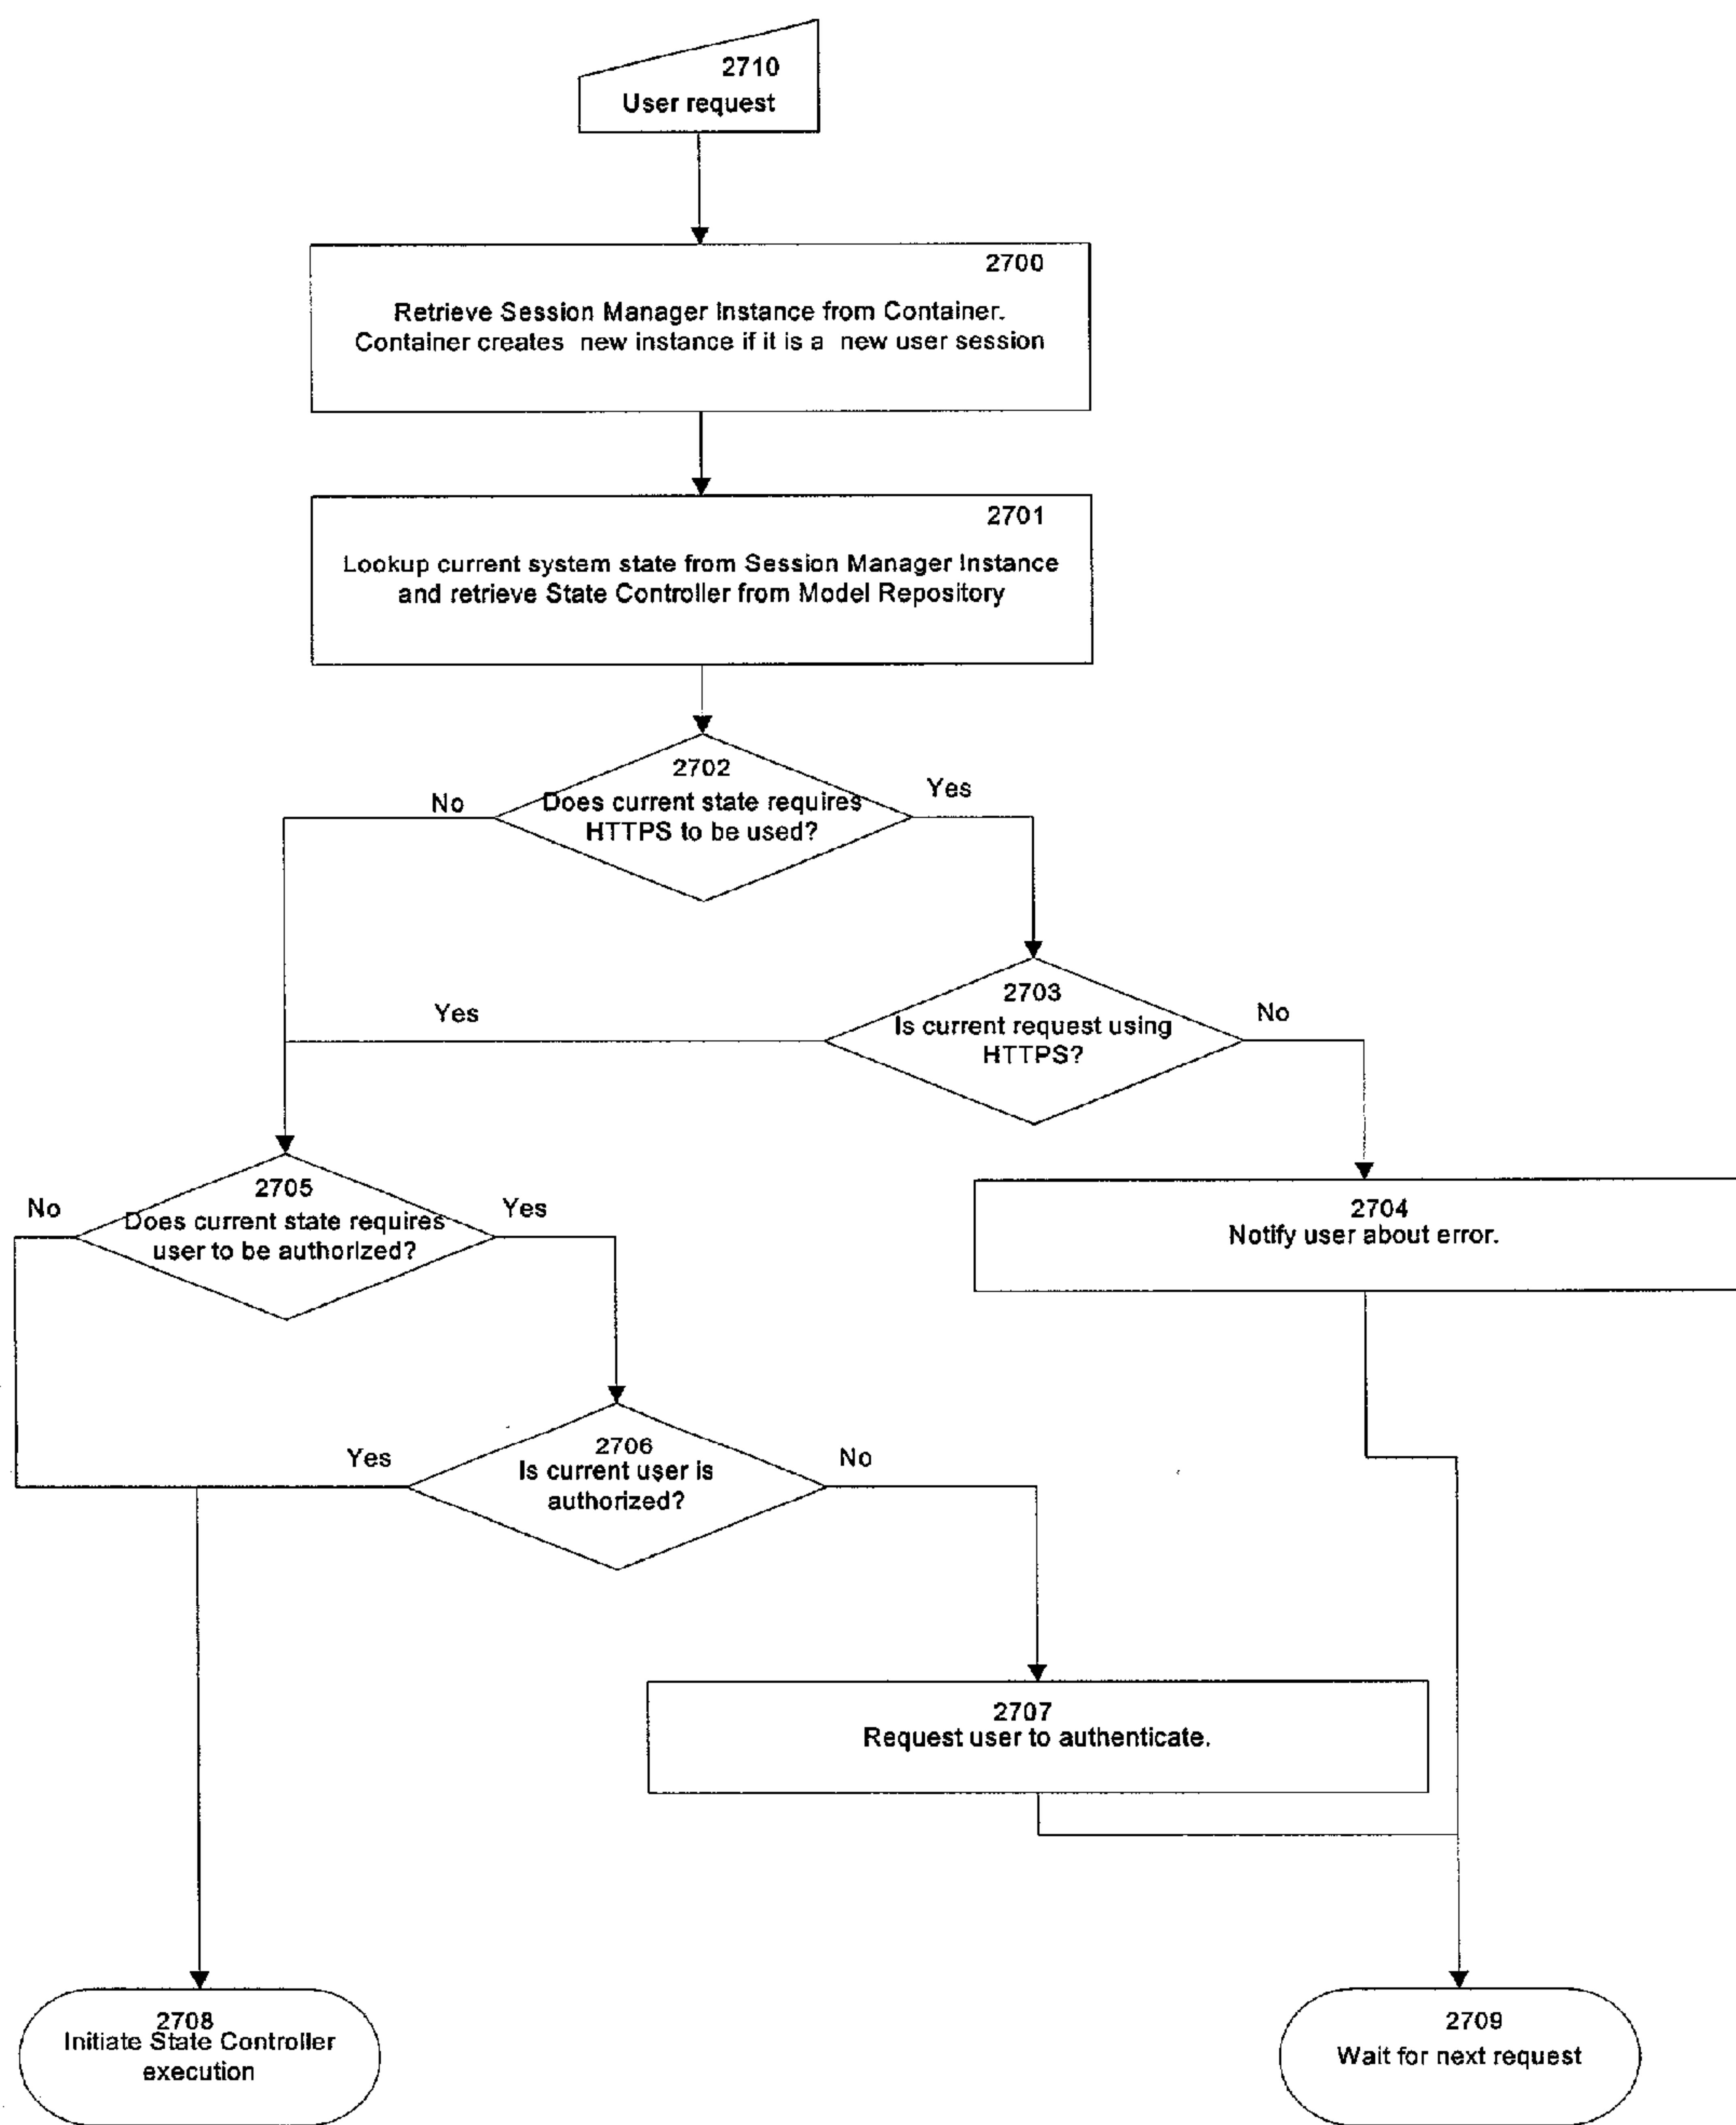 2710
User request
2700
Retrieve Session Manager Instance from Container.
Container creates new instance if it is a new user session
2701
Lookup current system state from Session Manager Instance
and retrieve State Controller from Model Repository
2702
Does current state requires
HTTPS to be used?
No
Yes
2703
Is current request using
HTTPS?
Yes
No
2705
Does current state requires
user to be authorized?
No
Yes
2704
Notify user about error.
2706
Is current user is
authorized?
Yes
No
2707
Request user to authenticate.
2708
Initiate State Controller
execution
2709
Wait for next request